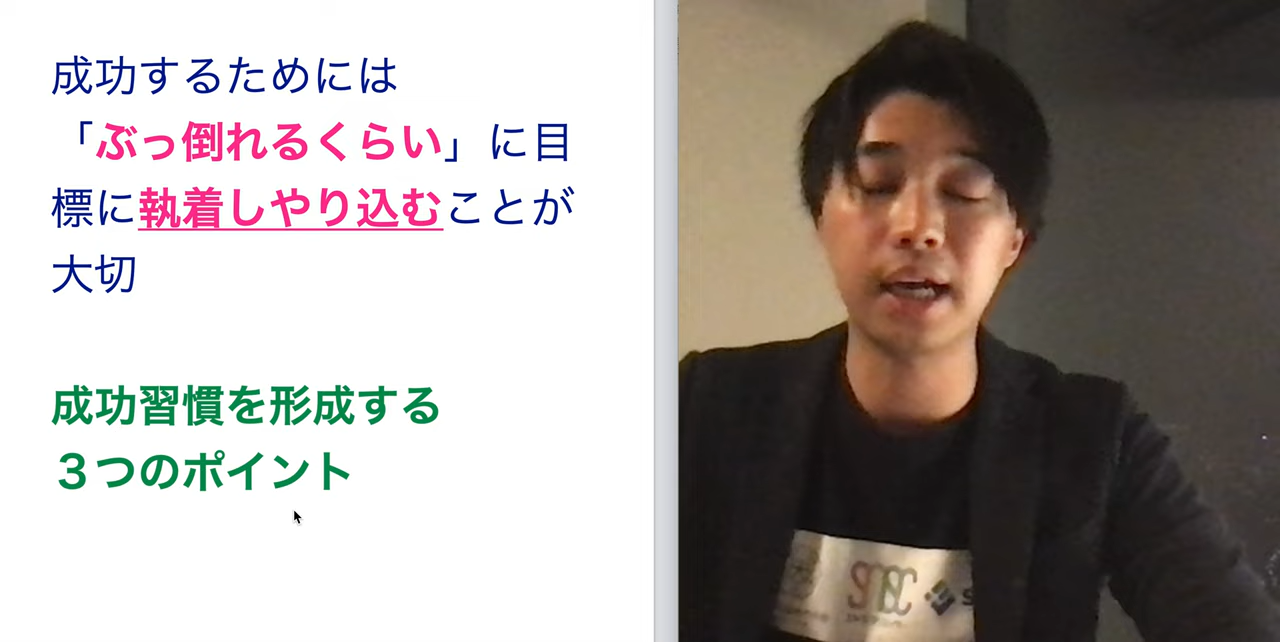 成功するためには
「ぶっ倒れるくらい」に目
標に執着しやり込むことが
大切
成功習慣を形成する
３つのポイント